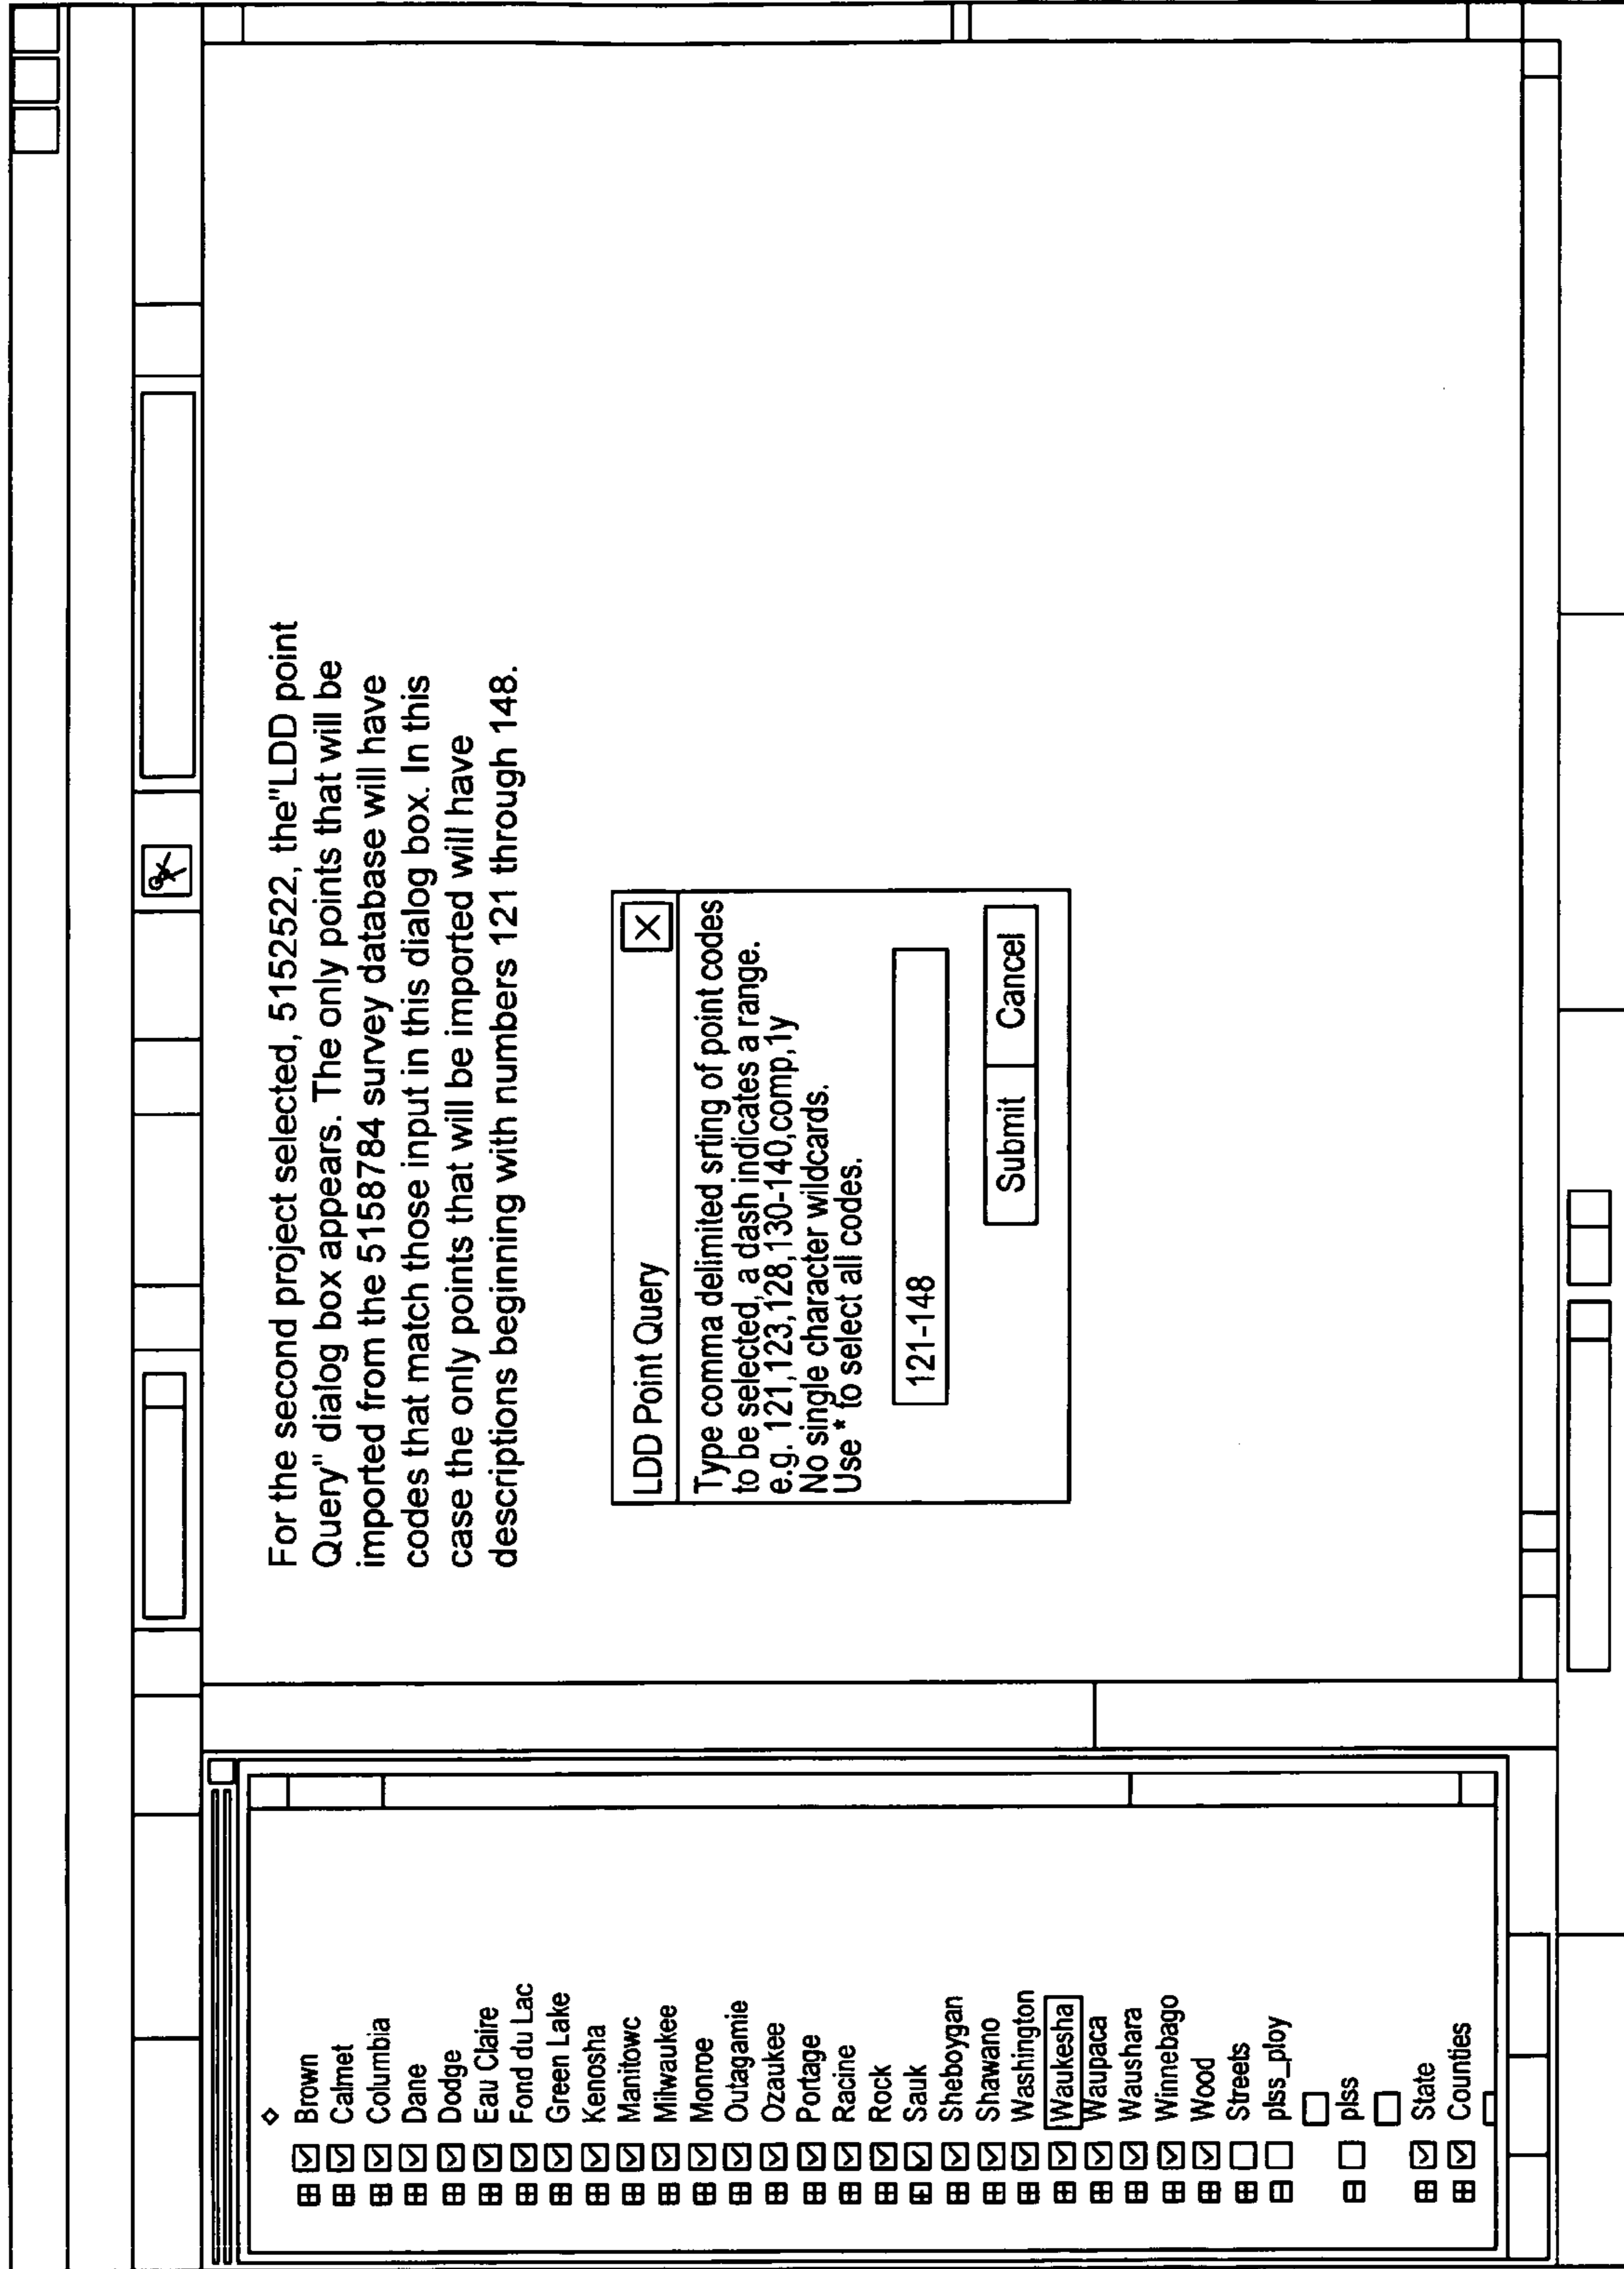 For the second project selected, 5152522, the"LDD point
Query" dialog box appears. The only points that will be
imported from the 5158784 survey database will have
codes that match those input in this dialog box. In this
case the only points that will be imported will have
descriptions beginning with numbers 121 through 148.
LDD Point Query
Type comma delimited srting of point codes
to be selected, a dash indicates a range.
e.g. 121,123,128,130-140,comp,1y
No single character wildcards.
Use * to select all codes.
121-148
Submit
Cancel
Brown
Calmet
Columbia
Dane
Dodge
Eau Claire
Fond du Lac
Green Lake
Kenosha
Manitowc
Milwaukee
Monroe
Outagamie
Ozaukee
Portage
Racine
Rock
Sauk
Sheboygan
Shawano
Washington
Waukesha
Waupaca
Waushara
Winnebago
Wood
Streets
plss_ploy
plss
State
Counties